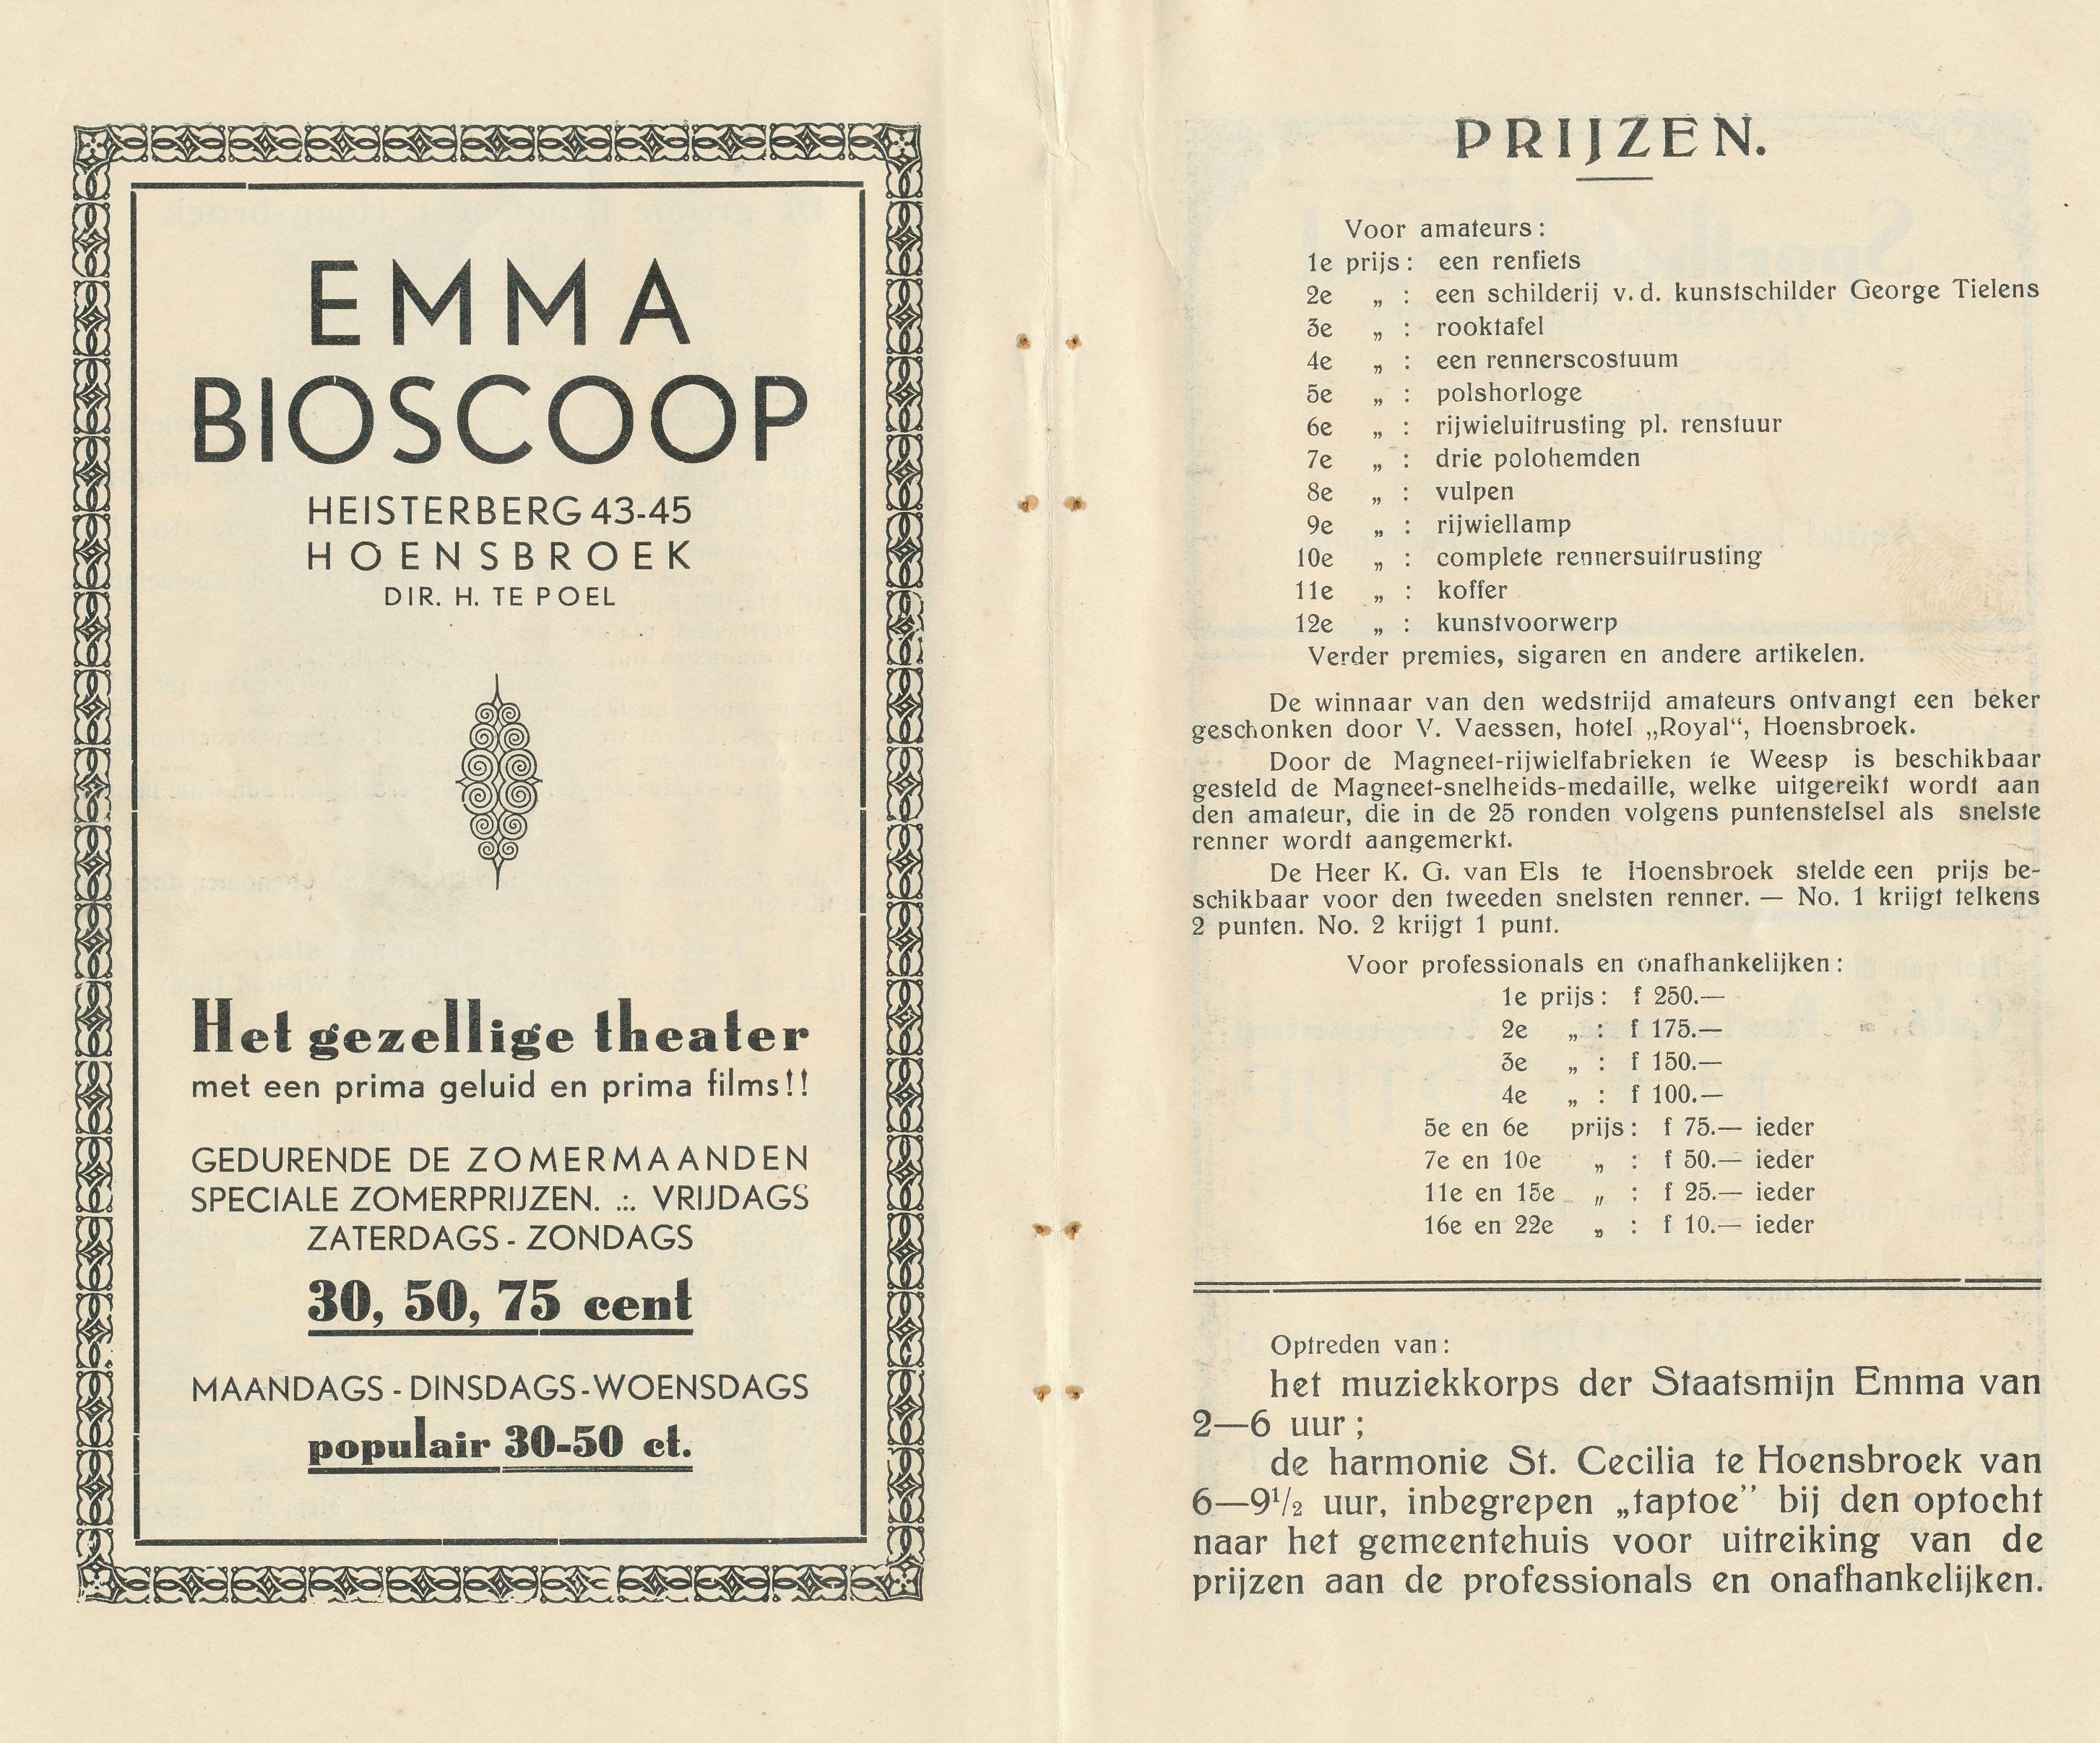 EMMA
BIOSCOOP
HEISTERBERG 43-45
HOENSBROEK
DIR. H. TE POEL
Het gezellige theater
met een prima geluid en prima films!!
GEDURENDE DE ZOMERMAANDEN
SPECIALE ZOMERPRIJZEN. .:. VRIJDAGS
ZATERDAGS - ZONDAGS
30, 50, 75 cent
MAANDAGS - DINSDAGS - WOENSDAGS
populair 30-50 ct.
PRIJZEN.
Voor amateurs :
1e prijs : een renfiets
2e „ : een schilderij v. d. kunstschilder George Tielens
3e „ : rooktafel
4e „ : een rennerscostuum
5e „ : polshorloge
6e „ : rijwieluitrusting pl. renstuur
7e „ : drie polohemden
8e „ : vulpen
9e „ : rijwiellamp
10e „ : complete rennersuitrusting
11e „ : koffer
12e „ : kunstvoorwerp
Verder premies, sigaren en andere artikelen.
De winnaar van den wedstrijd amateurs ontvangt een beker
geschonken door V. Vaessen, hotel „Royal“, Hoensbroek.
Door de Magneet-rijwielfabrieken te Weesp is beschikbaar
gesteld de Magneet-snelheids-medaille, welke uitgereikt wordt aan
den amateur, die in de 25 ronden volgens puntenstelsel als snelste
renner wordt aangemerkt.
De Heer K. G. van Els te Hoensbroek stelde een prijs be-
schikbaar voor den tweeden snelsten renner. — No. 1 krijgt telkens
2 punten. No. 2 krijgt 1 punt.
Voor professionals en onafhankelijken :
1e prijs : f 250.—
2e „ : f 175.—
3e „ : f 150.—
4e „ : f 100.—
5e en 6e prijs : f 75.— ieder
7e en 10e „ : f 50.— ieder
11e en 15e „ : f 25.— ieder
16e en 22e „ : f 10.— ieder
Optreden van :
het muziekkorps der Staatsmijn Emma van
2—6 uur ;
de harmonie St. Cecilia te Hoensbroek van
6—9½ uur, inbegrepen „taptoe” bij den optocht
naar het gemeentehuis voor uitreiking van de
prijzen aan de professionals en onafhankelijken.